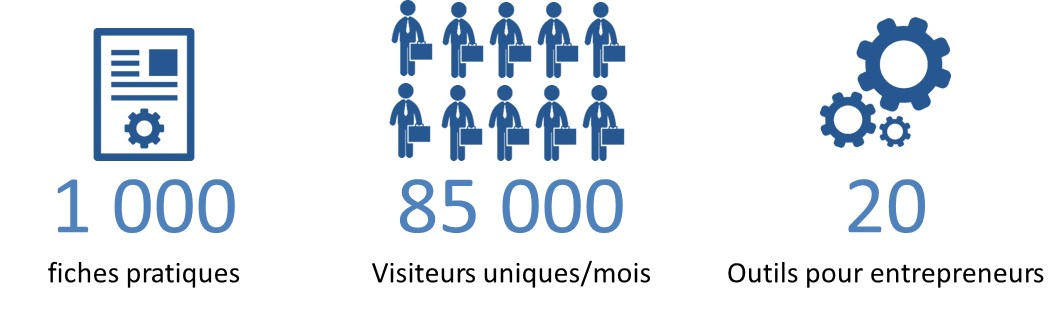 1 000
85 000
20
fiches pratiques
Visiteurs uniques/mois
Outils pour entrepreneurs